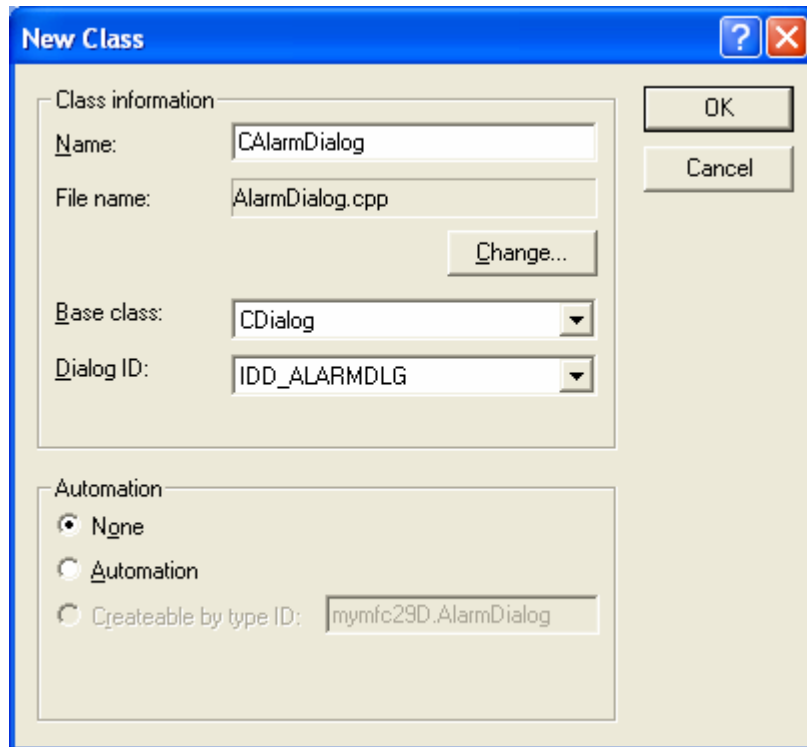 New Class
Class information
Name:
CAlarmDialog
File name:
AlarmDialog.cpp
Change...
Base class:
CDialog
Dialog ID:
IDD_ALARMDLG
OK
Cancel
Automation
None
Automation
Createable by type ID:
mymfc29D.AlarmDialog